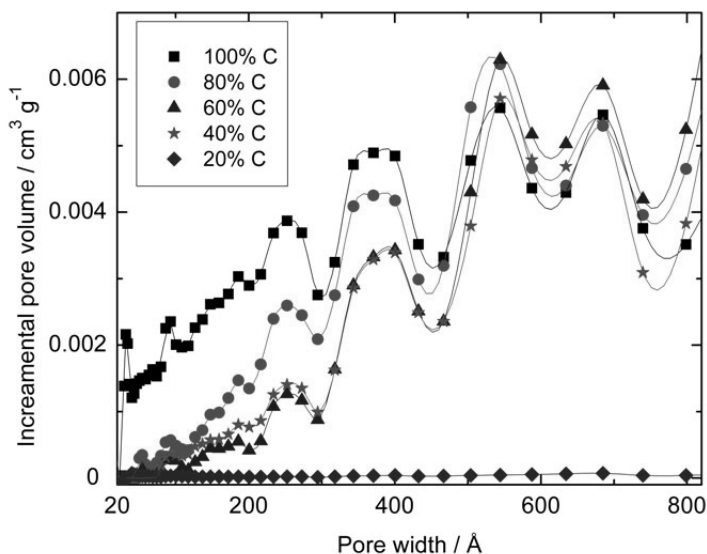 Increamental pore volume / cm³ g⁻¹
0.006
0.004
0.002
0
100% C
80% C
60% C
40% C
20% C
20 200 400 600 800
Pore width / Å